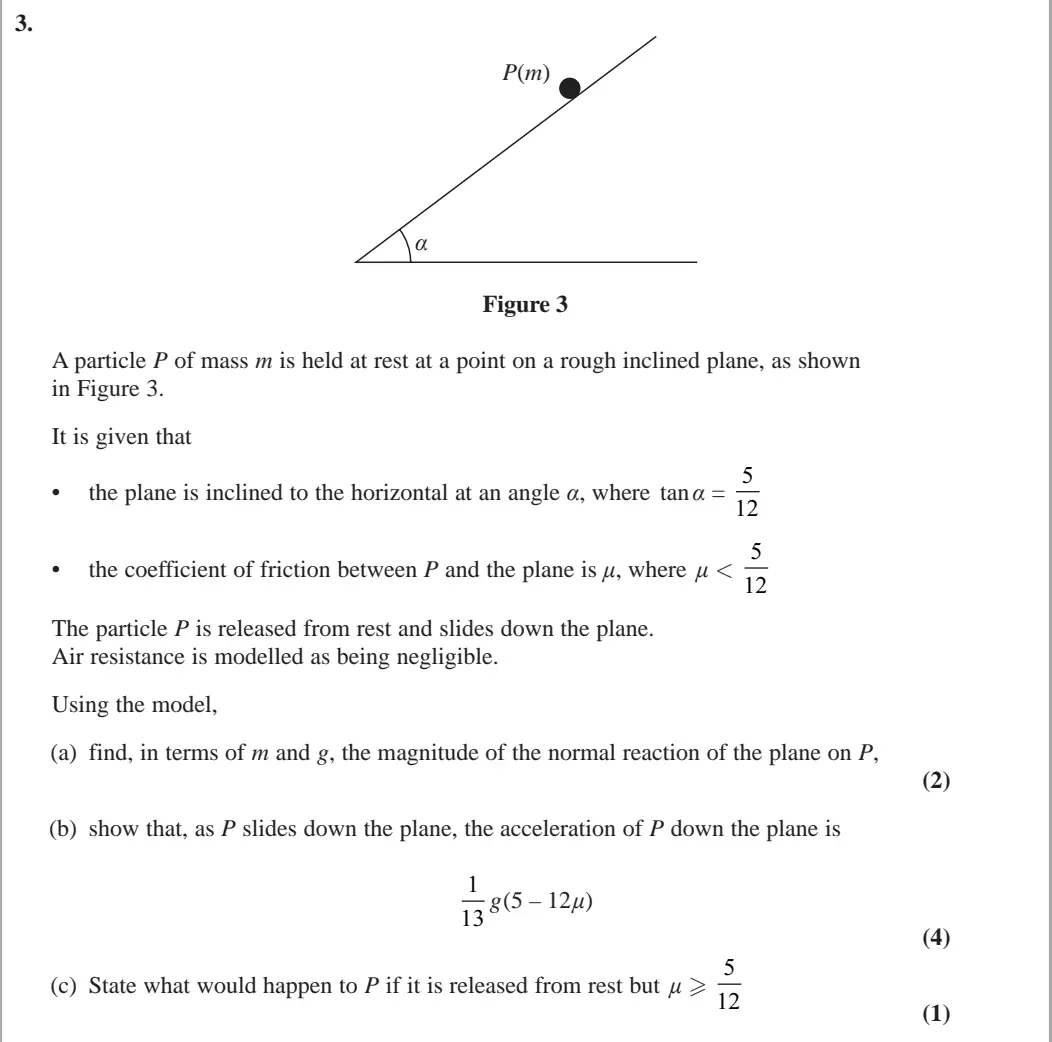 3.
P(m)
α
Figure 3
A particle P of mass m is held at rest at a point on a rough inclined plane, as shown
in Figure 3.
It is given that
• the plane is inclined to the horizontal at an angle α, where tan α = 5/12
• the coefficient of friction between P and the plane is μ, where μ < 5/12
The particle P is released from rest and slides down the plane.
Air resistance is modelled as being negligible.
Using the model,
(a) find, in terms of m and g, the magnitude of the normal reaction of the plane on P,
(2)
(b) show that, as P slides down the plane, the acceleration of P down the plane is
1/13 g(5 – 12μ)
(4)
(c) State what would happen to P if it is released from rest but μ ⩾ 5/12
(1)